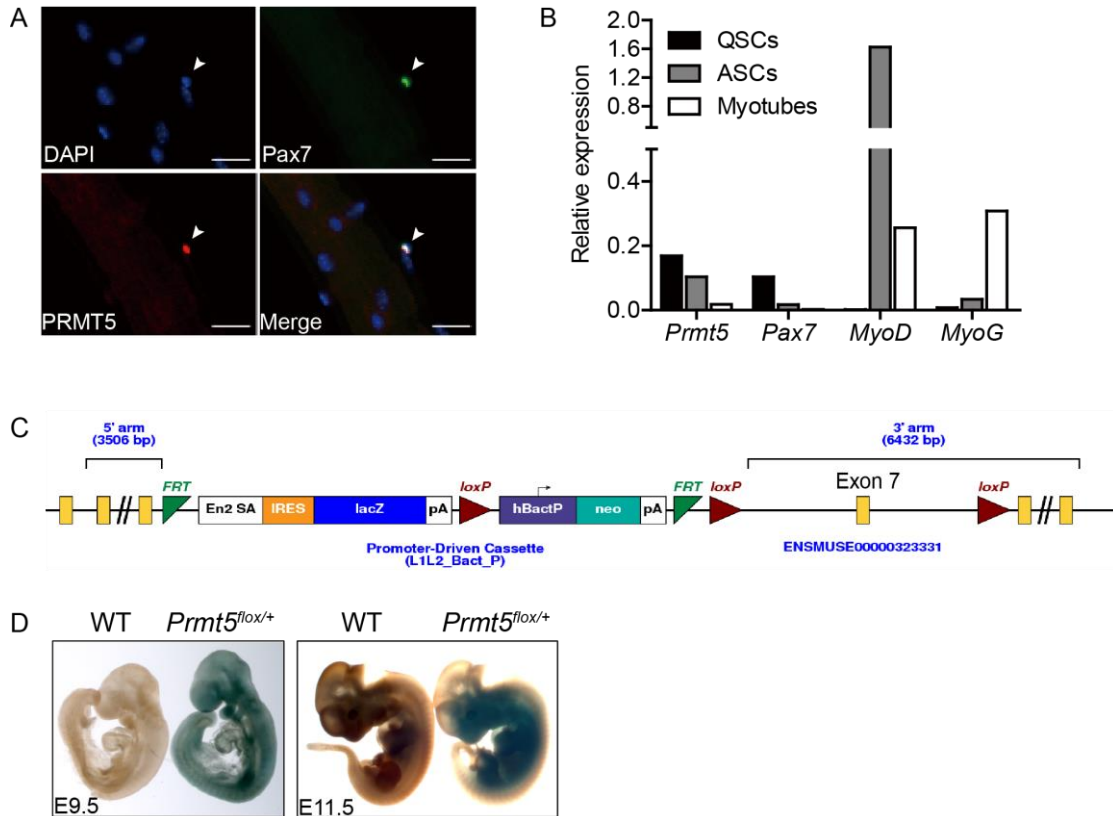 A
DAPI
Pax7
PRMT5
Merge
B
Relative expression
2.0
1.6
1.2
0.8
0.4
0.2
0.0
QSCs
ASCs
Myotubes
Prmt5 Pax7 MyoD MyoG
C
5' arm
(3506 bp)
3' arm
(6432 bp)
FRT
loxP
FRT
loxP
Exon 7
loxP
En2 SA IRES lacZ pA hBactP neo pA
Promoter-Driven Cassette
(L1L2_Bact_P)
ENSMUSE00000323331
D
WT Prmt5flox/+
E9.5
WT Prmt5flox/+
E11.5